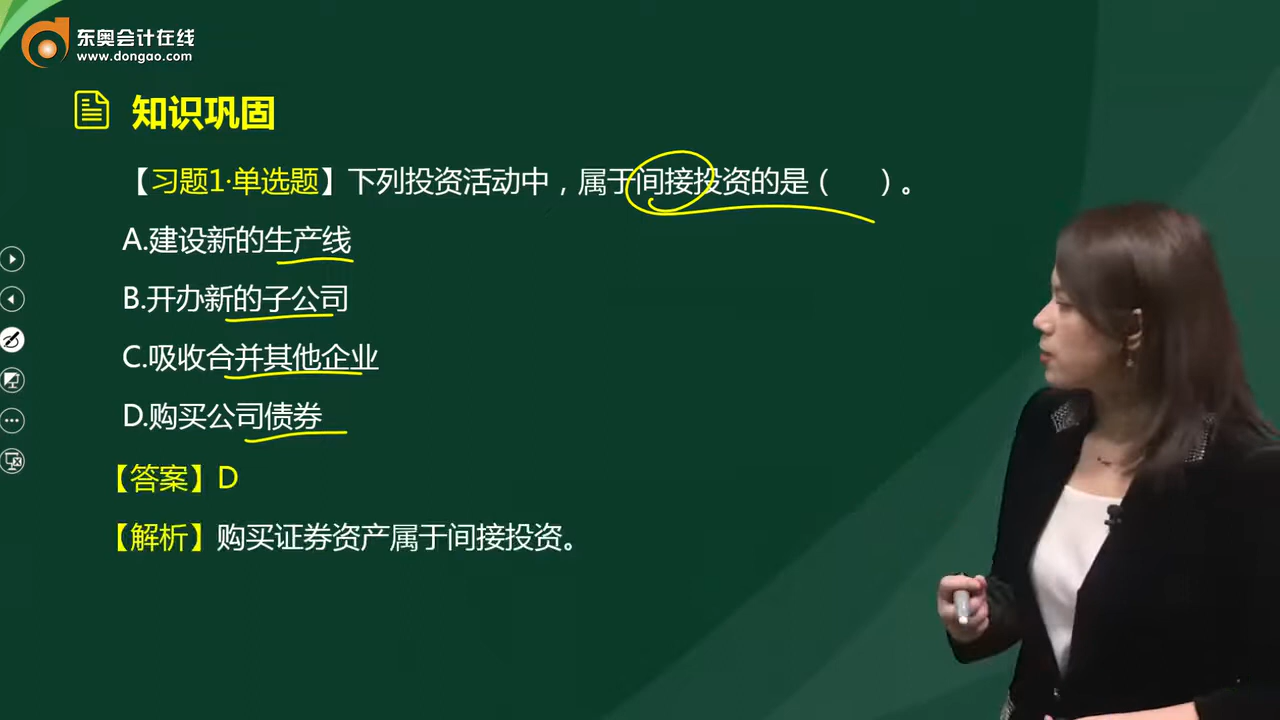 东奥会计在线
www.dongao.com
知识巩固
【习题1·单选题】下列投资活动中，属于间接投资的是（ ）。
A.建设新的生产线
B.开办新的子公司
C.吸收合并其他企业
D.购买公司债券
【答案】D
【解析】购买证券资产属于间接投资。